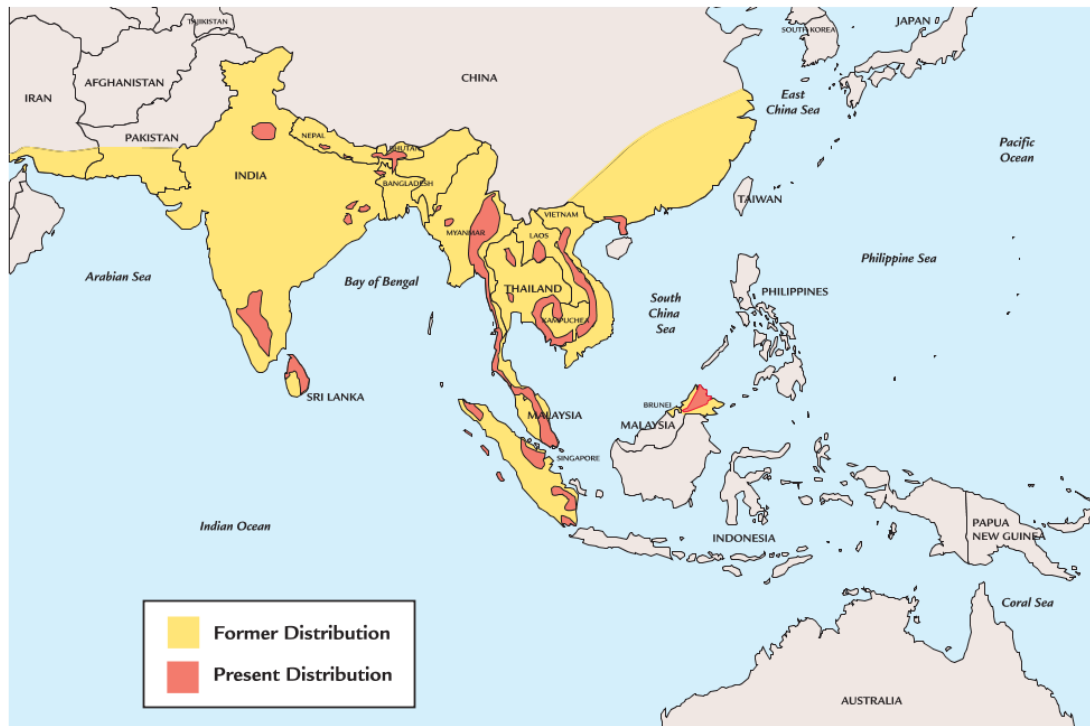 TAJIKISTAN
SOUTH KOREA
JAPAN
AFGHANISTAN
CHINA
IRAN
East
China Sea
PAKISTAN
NEPAL
BHUTAN
Pacific
Ocean
INDIA
BANGLADESH
TAIWAN
VIETNAM
MYANMAR
LAOS
Arabian Sea
Bay of Bengal
Philippine Sea
THAILAND
South
China
Sea
PHILIPPINES
KAMPUCHEA
SRI LANKA
BRUNEI
MALAYSIA
MALAYSIA
SINGAPORE
Indian Ocean
INDONESIA
PAPUA
NEW GUINEA
Coral Sea
Former Distribution
Present Distribution
AUSTRALIA